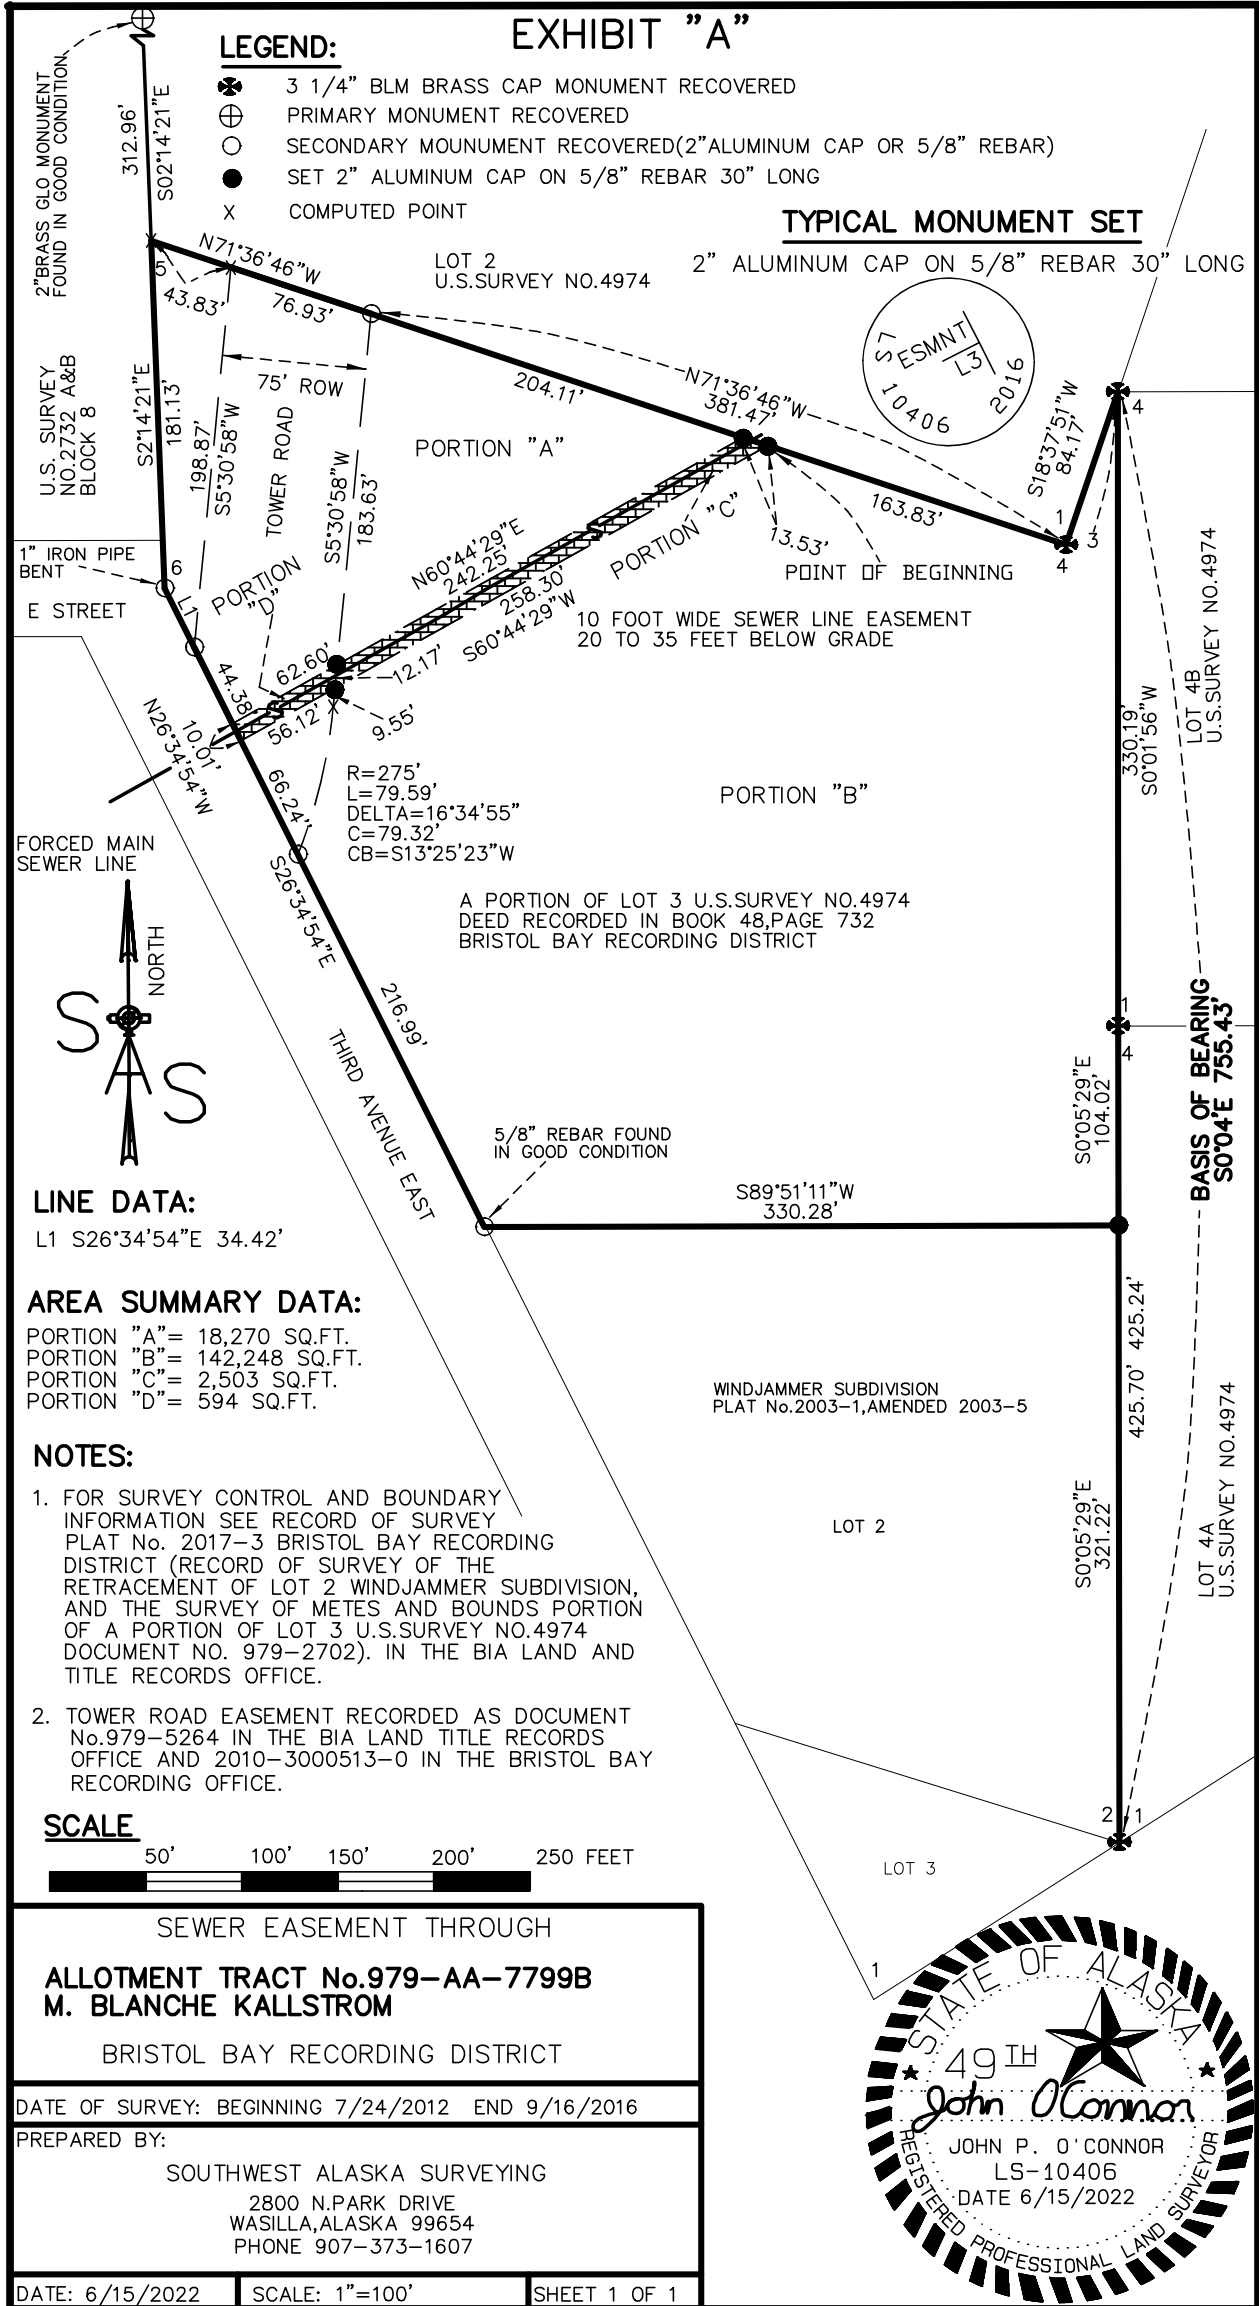 EXHIBIT "A"
LEGEND:
3 1/4" BLM BRASS CAP MONUMENT RECOVERED
PRIMARY MONUMENT RECOVERED
SECONDARY MOUNUMENT RECOVERED(2"ALUMINUM CAP OR 5/8" REBAR)
SET 2" ALUMINUM CAP ON 5/8" REBAR 30" LONG
X COMPUTED POINT
2"BRASS GLO MONUMENT
FOUND IN GOOD CONDITION
312.96'
S02°14'21"E
TYPICAL MONUMENT SET
2" ALUMINUM CAP ON 5/8" REBAR 30" LONG
LS
ESMNT
L3
10406
2016
N71°36'46"W
5
43.83'
76.93'
LOT 2
U.S.SURVEY NO.4974
75' ROW
204.11'
N71°36'46"W
381.47'
U.S. SURVEY
NO.2732 A&B
BLOCK 8
S2°14'21"E
181.13'
198.87'
S5°30'58"W
TOWER ROAD
S5°30'58"W
183.63'
PORTION "A"
S18°37'51"W
84.17'
4
163.83'
1
3
4
13.53'
POINT OF BEGINNING
PORTION "C"
1" IRON PIPE
BENT
6
E STREET
L1
PORTION
"D"
N60°44'29"E
242.25'
258.30'
S60°44'29"W
10 FOOT WIDE SEWER LINE EASEMENT
20 TO 35 FEET BELOW GRADE
LOT 4B
U.S.SURVEY NO.4974
62.60'
12.17'
44.38'
56.12'
X
9.55'
10.01'
N26°34'54"W
66.24'
330.19'
S0°01'56"W
R=275'
L=79.59'
DELTA=16°34'55"
C=79.32'
CB=S13°25'23"W
PORTION "B"
FORCED MAIN
SEWER LINE
S26°34'54"E
A PORTION OF LOT 3 U.S.SURVEY NO.4974
DEED RECORDED IN BOOK 48,PAGE 732
BRISTOL BAY RECORDING DISTRICT
NORTH
S
A
S
216.99'
THIRD AVENUE EAST
1
4
BASIS OF BEARING
S0°04'E 755.43'
S0°05'29"E
104.02'
5/8" REBAR FOUND
IN GOOD CONDITION
S89°51'11"W
330.28'
LINE DATA:
L1 S26°34'54"E 34.42'
AREA SUMMARY DATA:
PORTION "A"= 18,270 SQ.FT.
PORTION "B"= 142,248 SQ.FT.
PORTION "C"= 2,503 SQ.FT.
PORTION "D"= 594 SQ.FT.
425.70' 425.24'
WINDJAMMER SUBDIVISION
PLAT No.2003-1,AMENDED 2003-5
LOT 2
S0°05'29"E
321.22'
LOT 4A
U.S.SURVEY NO.4974
NOTES:
1. FOR SURVEY CONTROL AND BOUNDARY
INFORMATION SEE RECORD OF SURVEY
PLAT No. 2017-3 BRISTOL BAY RECORDING
DISTRICT (RECORD OF SURVEY OF THE
RETRACEMENT OF LOT 2 WINDJAMMER SUBDIVISION,
AND THE SURVEY OF METES AND BOUNDS PORTION
OF A PORTION OF LOT 3 U.S.SURVEY NO.4974
DOCUMENT NO. 979-2702). IN THE BIA LAND AND
TITLE RECORDS OFFICE.
2. TOWER ROAD EASEMENT RECORDED AS DOCUMENT
No.979-5264 IN THE BIA LAND TITLE RECORDS
OFFICE AND 2010-3000513-0 IN THE BRISTOL BAY
RECORDING OFFICE.
2 1
SCALE
50' 100' 150' 200' 250 FEET
LOT 3
1
SEWER EASEMENT THROUGH
ALLOTMENT TRACT No.979-AA-7799B
M. BLANCHE KALLSTROM
BRISTOL BAY RECORDING DISTRICT
DATE OF SURVEY: BEGINNING 7/24/2012 END 9/16/2016
PREPARED BY:
SOUTHWEST ALASKA SURVEYING
2800 N.PARK DRIVE
WASILLA,ALASKA 99654
PHONE 907-373-1607
DATE: 6/15/2022 SCALE: 1"=100' SHEET 1 OF 1
STATE OF ALASKA
49 TH
John O'Connor
JOHN P. O'CONNOR
LS-10406
DATE 6/15/2022
REGISTERED PROFESSIONAL LAND SURVEYOR